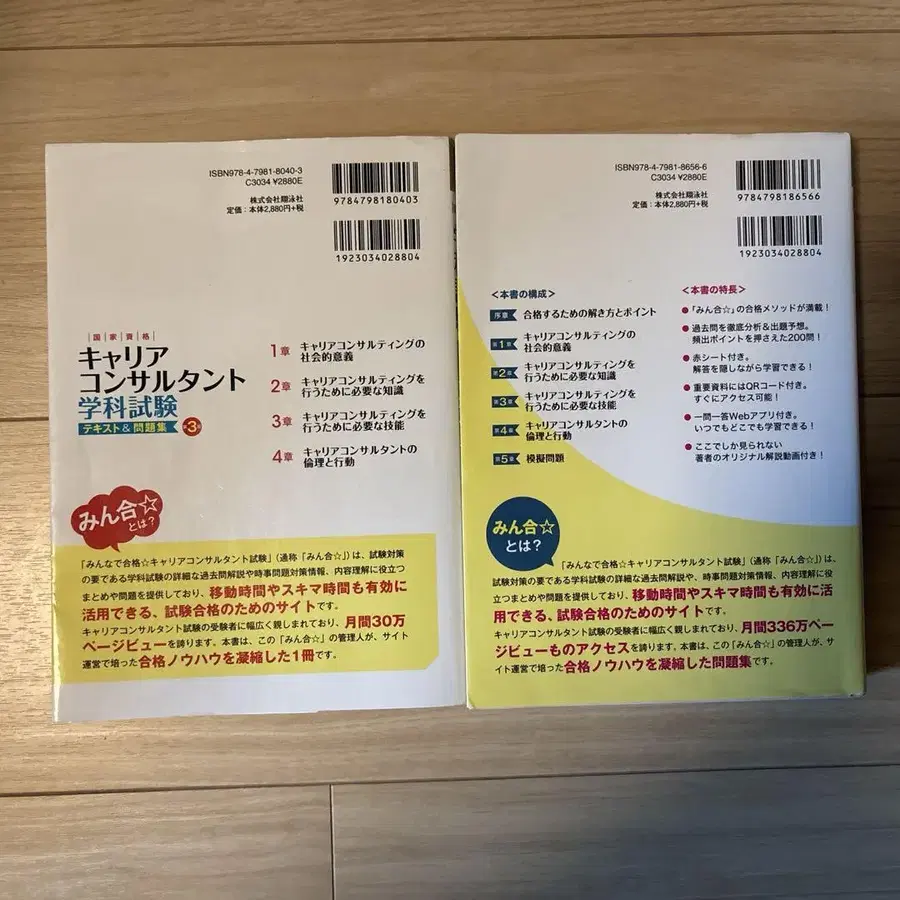 ISBN978-4-7981-8040-3
C3034 ¥2880E
株式会社翔泳社
定価:本体2,880円+税
9784798180403
1923034028804
国家資格
キャリア
コンサルタント
学科試験
テキスト&問題集 第3版
1章 キャリアコンサルティングの
社会的意義
2章 キャリアコンサルティングを
行うために必要な知識
3章 キャリアコンサルティングを
行うために必要な技能
4章 キャリアコンサルタントの
倫理と行動
みん合☆
とは?
「みんなで合格☆キャリアコンサルタント試験」(通称「みん合☆」)は、試験対策
の要である学科試験の詳細な過去問解説や時事問題対策情報、内容理解に役立つ
まとめや問題を提供しており、移動時間やスキマ時間も有効に
活用できる、試験合格のためのサイトです。
キャリアコンサルタント試験の受験者に幅広く親しまれており、月間30万
ページビューを誇ります。本書は、この「みん合☆」の管理人が、サイト
運営で培った合格ノウハウを凝縮した1冊です。
ISBN978-4-7981-8656-6
C3034 ¥2880E
株式会社翔泳社
定価:本体2,880円+税
9784798186566
1923034028804
<本書の構成>
序章 合格するための解き方とポイント
第1章 キャリアコンサルティングの
社会的意義
第2章 キャリアコンサルティングを
行うために必要な知識
第3章 キャリアコンサルティングを
行うために必要な技能
第4章 キャリアコンサルタントの
倫理と行動
第5章 模擬問題
<本書の特長>
●「みん合☆」の合格メソッドが満載!
●過去問を徹底分析&出題予想。
頻出ポイントを押さえた200問!
●赤シート付き。
解答を隠しながら学習できる!
●重要資料にはQRコード付き。
すぐにアクセス可能!
●一問一答Webアプリ付き。
いつでもどこでも学習できる!
●ここでしか見られない
著者のオリジナル解説動画付き!
みん合☆
とは?
「みんなで合格☆キャリアコンサルタント試験」(通称「みん合☆」)は、
試験対策の要である学科試験の詳細な過去問解説や、時事問題対策情報、内容理解に役
立つまとめや問題を提供しており、移動時間やスキマ時間も有効に活
用できる、試験合格のためのサイトです。
キャリアコンサルタント試験の受験者に幅広く親しまれており、月間336万ペー
ジビューものアクセスを誇ります。本書は、この「みん合☆」の管理人が、サ
イト運営で培った合格ノウハウを凝縮した問題集です。